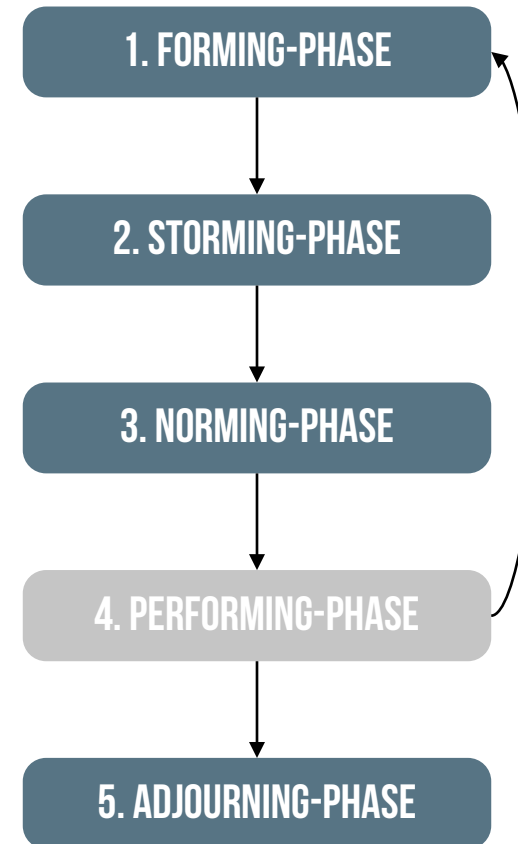 1. FORMING-PHASE
2. STORMING-PHASE
3. NORMING-PHASE
4. PERFORMING-PHASE
5. ADJOURNING-PHASE